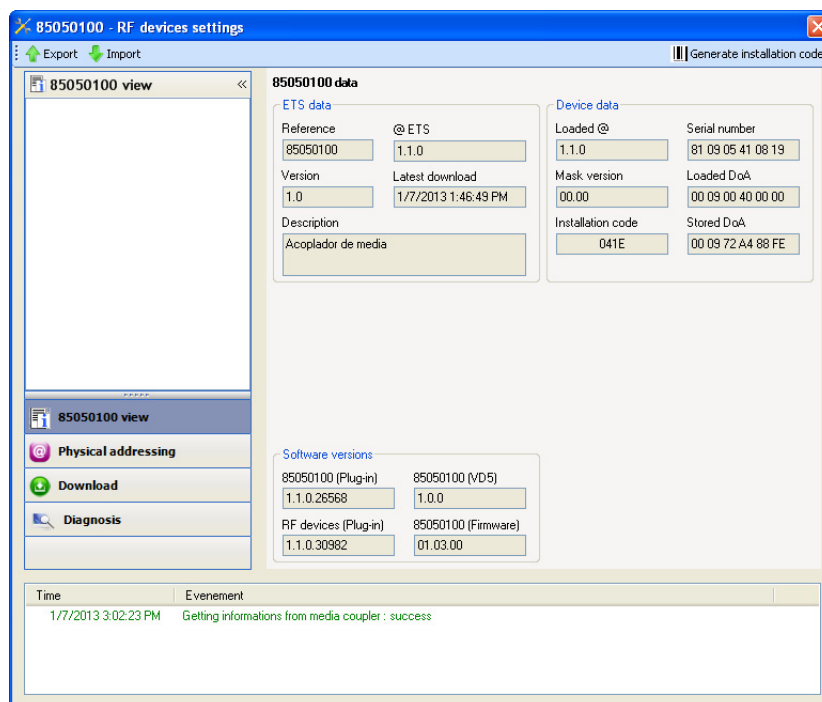 85050100 - RF devices settings
Export Import Generate installation code
85050100 view «
85050100 data
ETS data
Reference @ ETS
85050100 1.1.0
Version Latest download
1.0 1/7/2013 1:46:49 PM
Description
Acoplador de media
Device data
Loaded @ Serial number
1.1.0 81 09 05 41 08 19
Mask version Loaded DoA
00.00 00 09 00 40 00 00
Installation code Stored DoA
041E 00 09 72 A4 88 FE
85050100 view
Physical addressing
Download
Diagnosis
Software versions
85050100 (Plug-in) 85050100 (VD5)
1.1.0.26568 1.0.0
RF devices (Plug-in) 85050100 (Firmware)
1.1.0.30982 01.03.00
Time Evenement
1/7/2013 3:02:23 PM Getting informations from media coupler : success